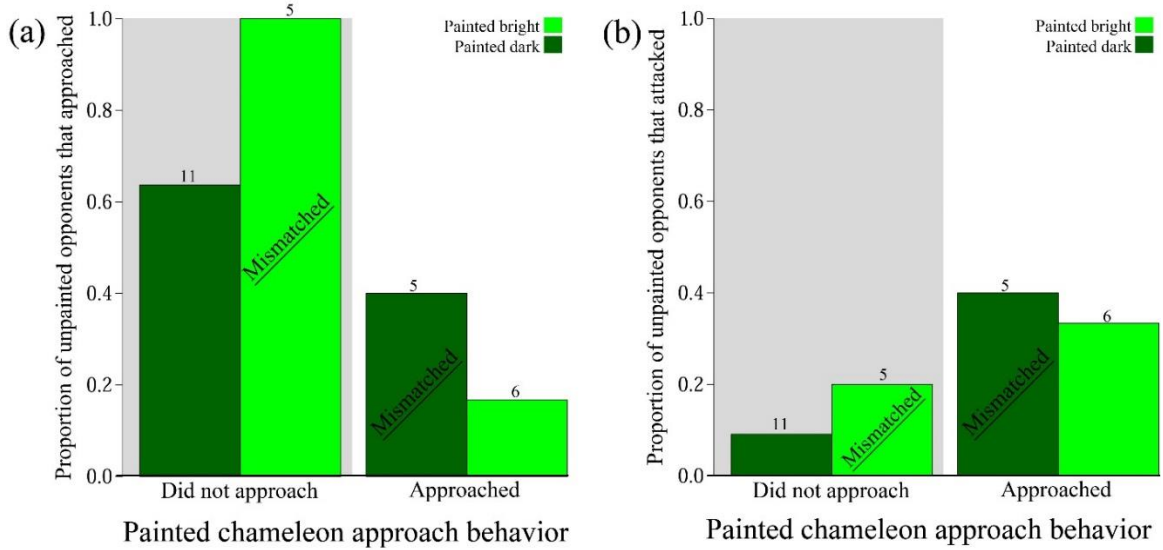 (a)
Proportion of unpainted opponents that approached
1.0
0.8
0.6
0.4
0.2
0.0
Painted bright
Painted dark
11
5
Mismatched
5
Mismatched
6
Did not approach
Approached
Painted chameleon approach behavior
(b)
Proportion of unpainted opponents that attacked
1.0
0.8
0.6
0.4
0.2
0.0
Painted bright
Painted dark
11
5
Mismatched
5
Mismatched
6
Did not approach
Approached
Painted chameleon approach behavior